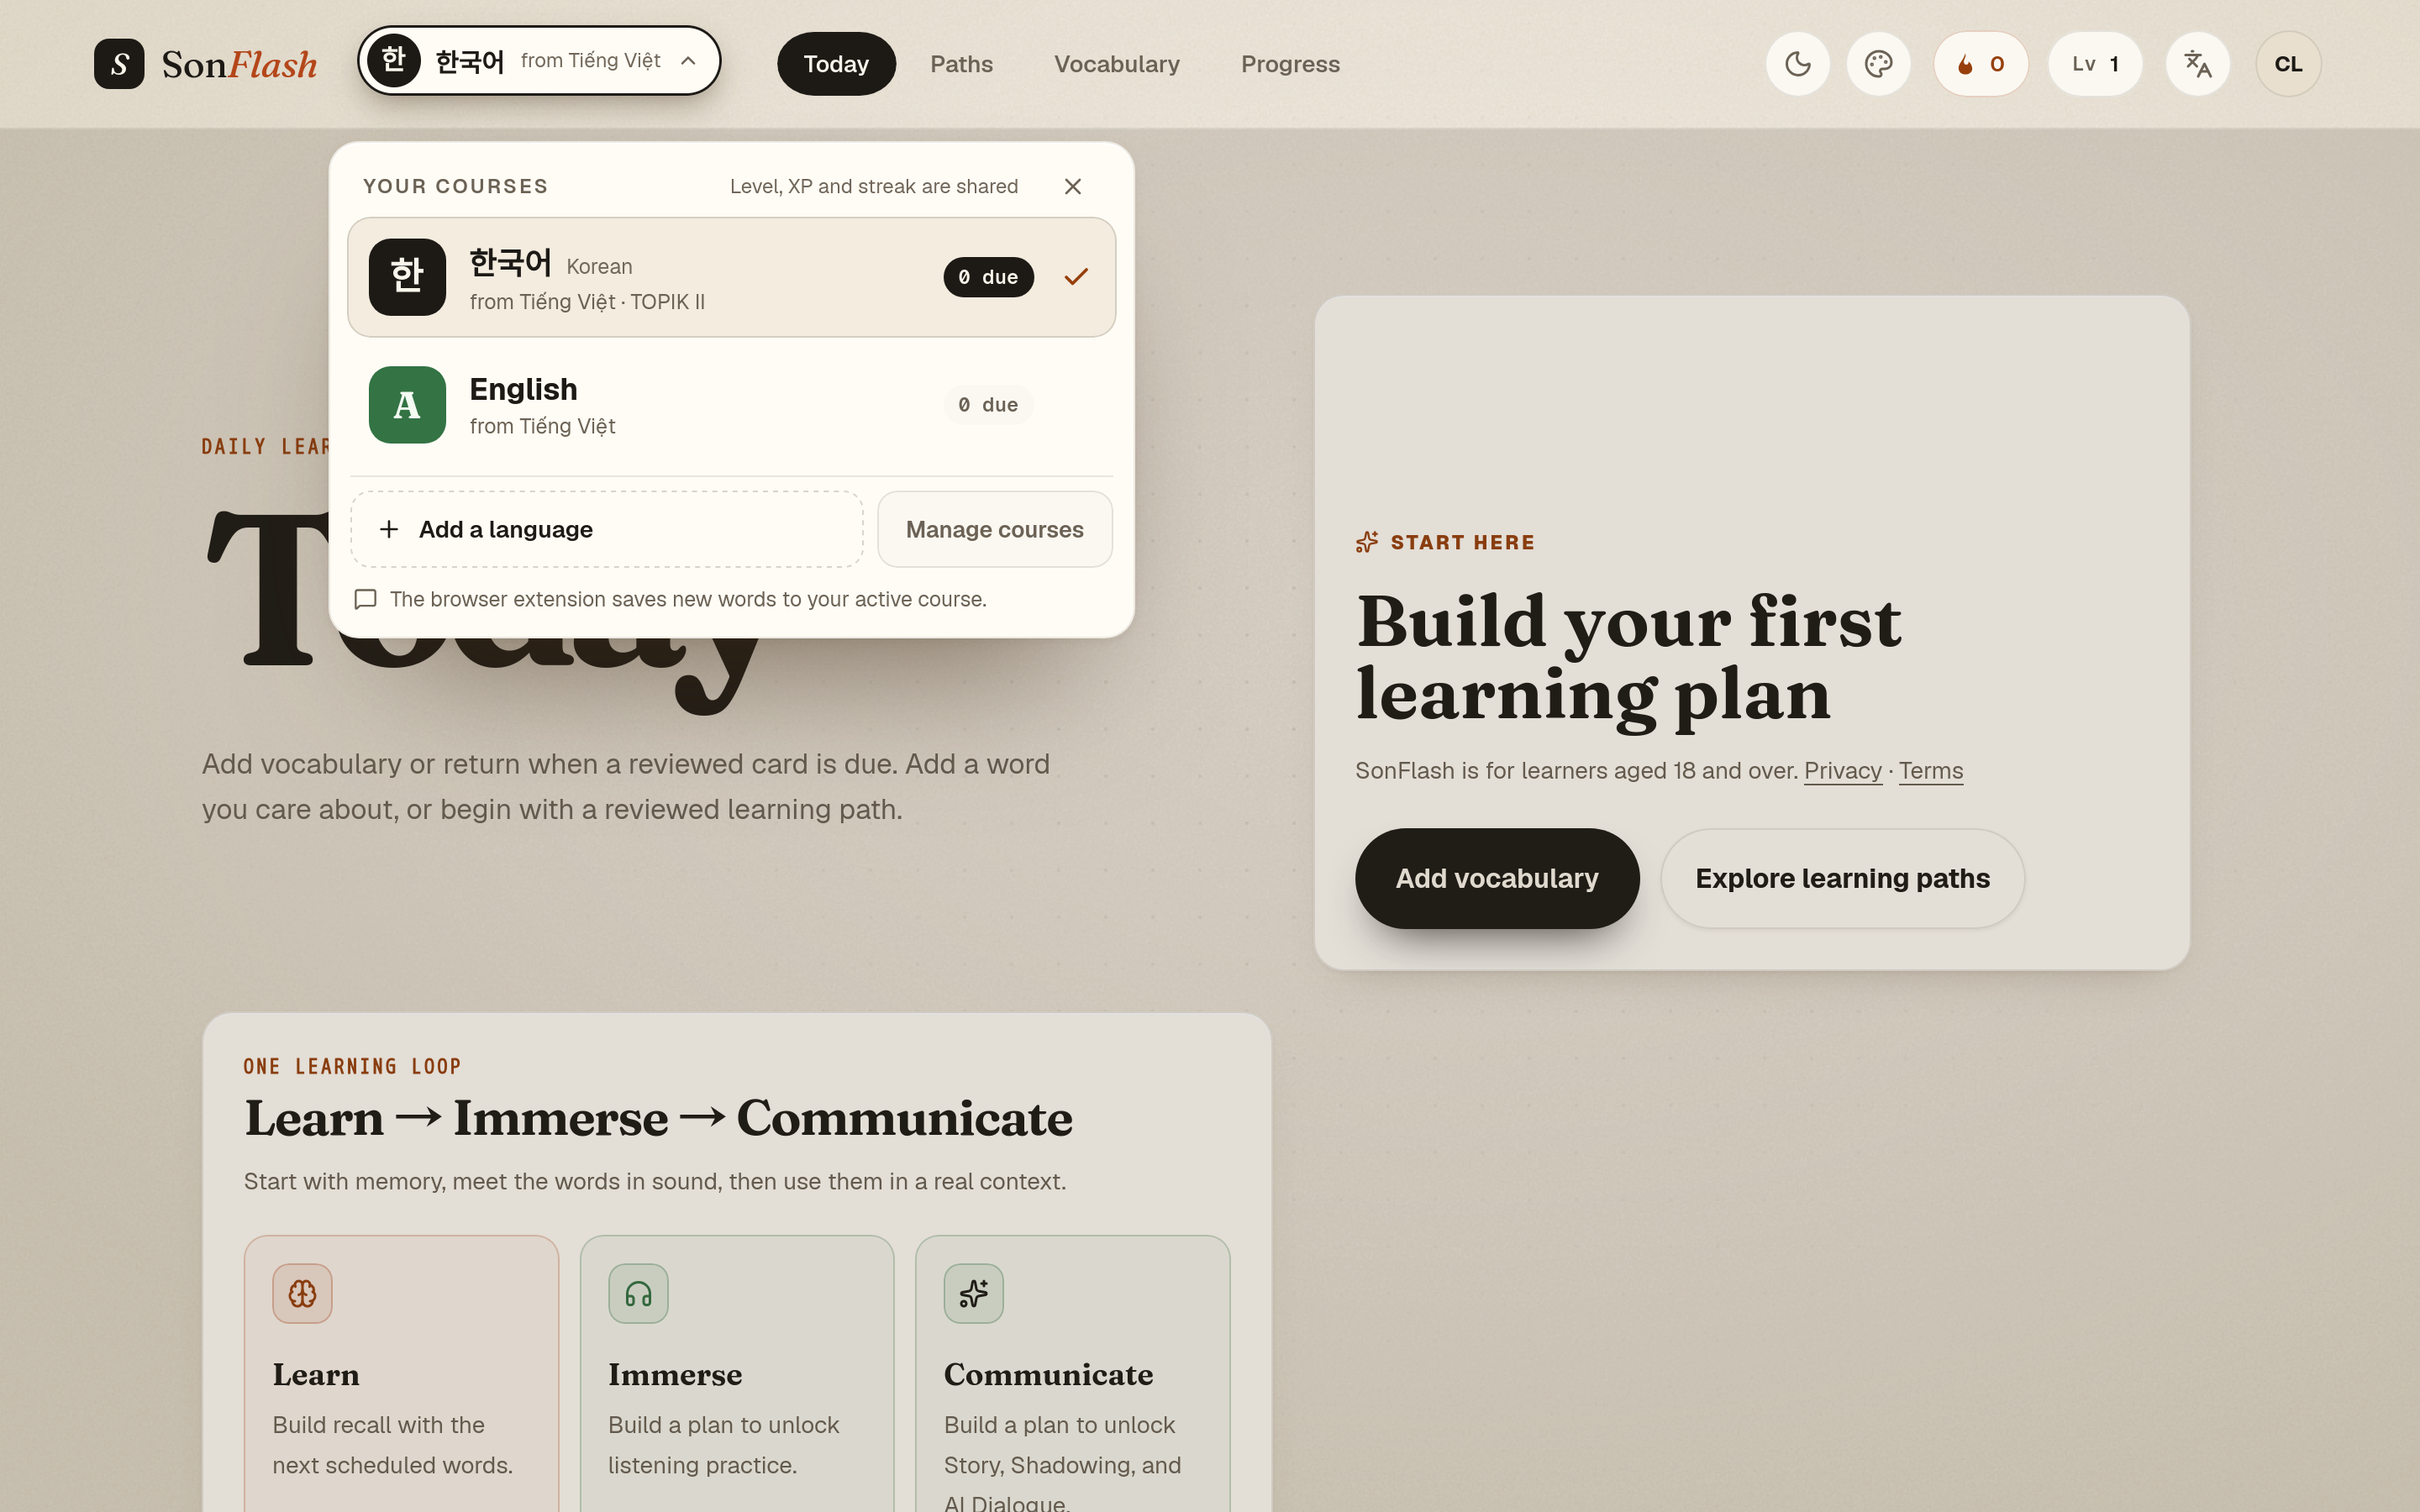 S SonFlash
한 한국어 from Tiếng Việt
Today Paths Vocabulary Progress
0 Lv 1 CL
YOUR COURSES Level, XP and streak are shared
한 한국어 Korean
from Tiếng Việt · TOPIK II
0 due
A English
from Tiếng Việt
0 due
Add a language Manage courses
The browser extension saves new words to your active course.
DAILY LEAR
Today
Add vocabulary or return when a reviewed card is due. Add a word
you care about, or begin with a reviewed learning path.
START HERE
Build your first
learning plan
SonFlash is for learners aged 18 and over. Privacy · Terms
Add vocabulary Explore learning paths
ONE LEARNING LOOP
Learn → Immerse → Communicate
Start with memory, meet the words in sound, then use them in a real context.
Learn
Build recall with the
next scheduled words.
Immerse
Build a plan to unlock
listening practice.
Communicate
Build a plan to unlock
Story, Shadowing, and
AI Dialogue.